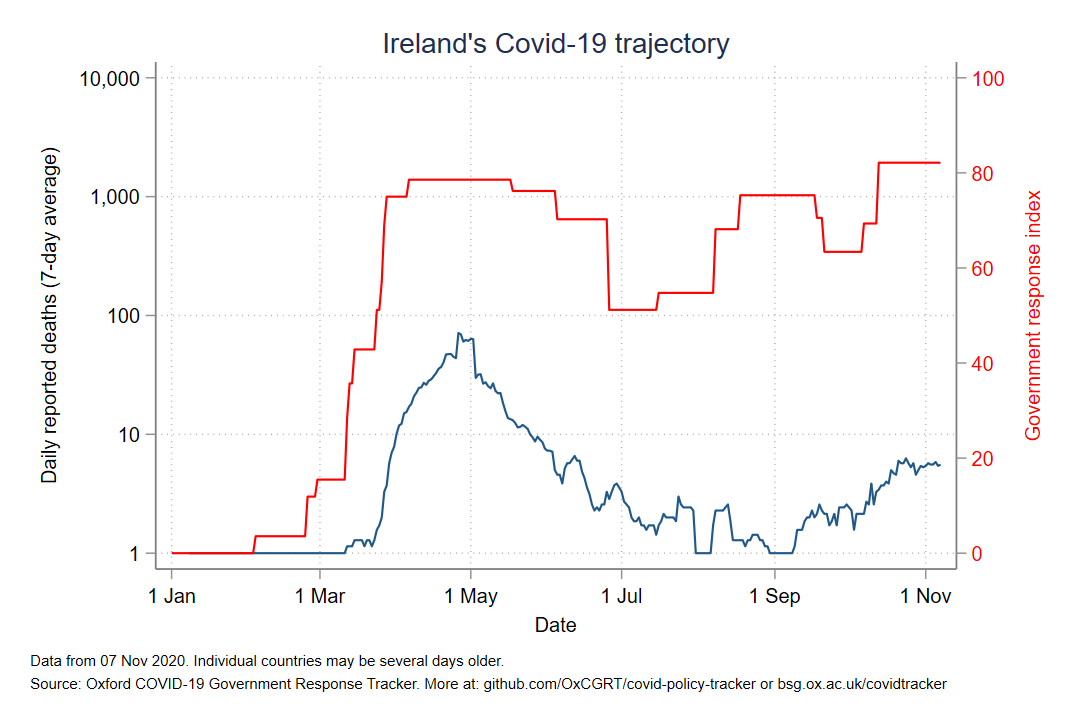 Ireland's Covid-19 trajectory
10,000
1,000
100
10
1
Daily reported deaths (7-day average)
100
80
60
40
20
0
Government response index
1 Jan
1 Mar
1 May
1 Jul
1 Sep
1 Nov
Date
Data from 07 Nov 2020. Individual countries may be several days older.
Source: Oxford COVID-19 Government Response Tracker. More at: github.com/OxCGRT/covid-policy-tracker or bsg.ox.ac.uk/covidtracker